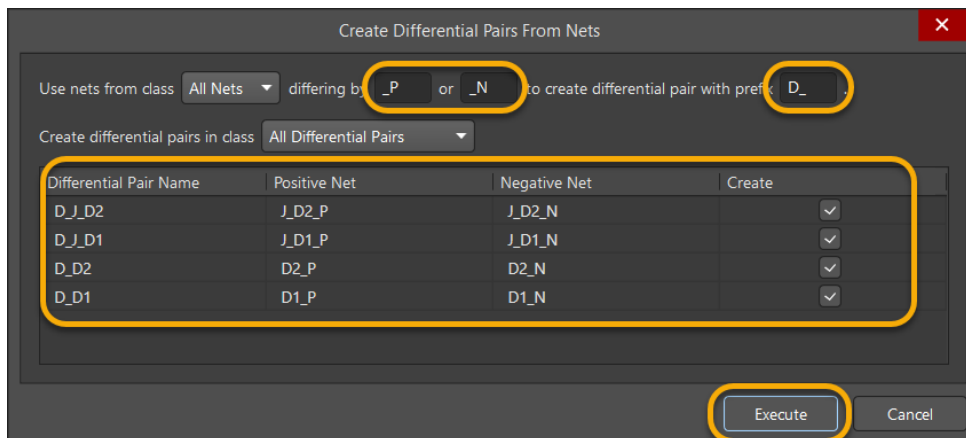 Create Differential Pairs From Nets
Use nets from class All Nets differing by _P or _N to create differential pair with prefix D_ .
Create differential pairs in class All Differential Pairs
Differential Pair Name Positive Net Negative Net Create
D_J_D2 J_D2_P J_D2_N
D_J_D1 J_D1_P J_D1_N
D_D2 D2_P D2_N
D_D1 D1_P D1_N
Execute Cancel